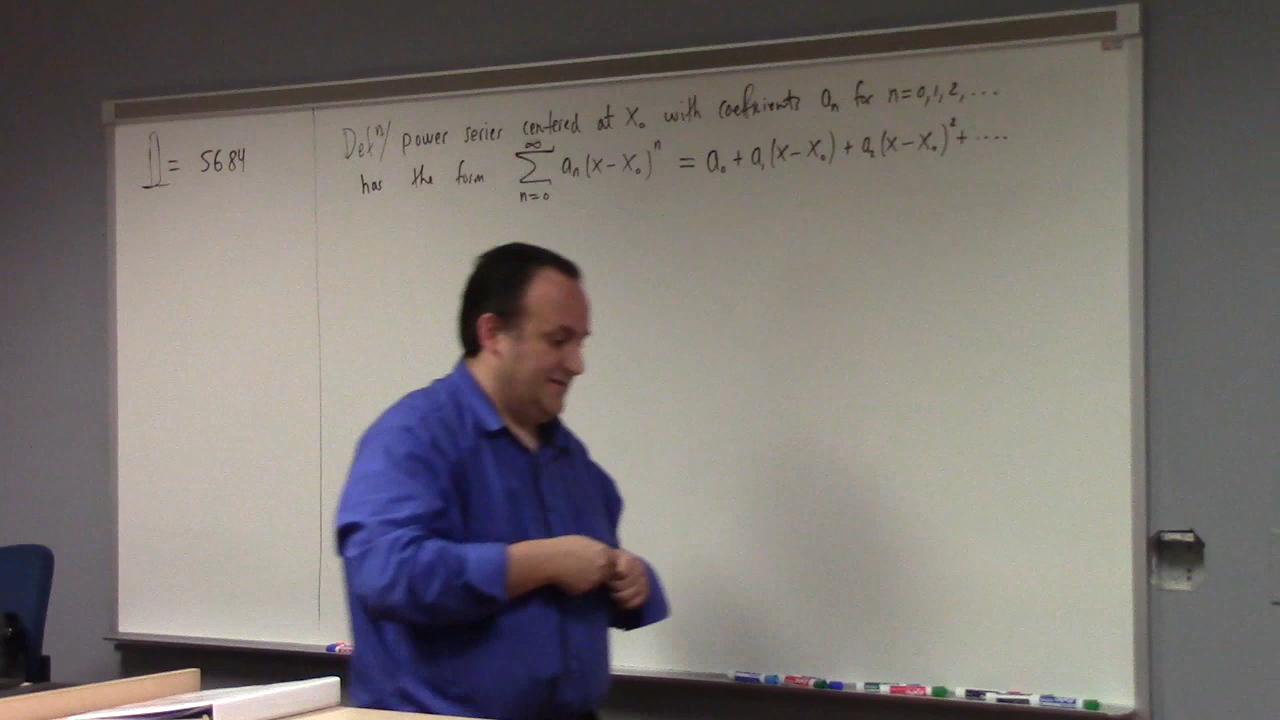 𝕀 = 5684
Defⁿ/ power series centered at x₀ with coefficients aₙ for n=0,1,2,...
has the form ∑_{n=0}^{∞} aₙ(x-x₀)ⁿ = a₀ + a₁(x-x₀) + a₂(x-x₀)² + ....